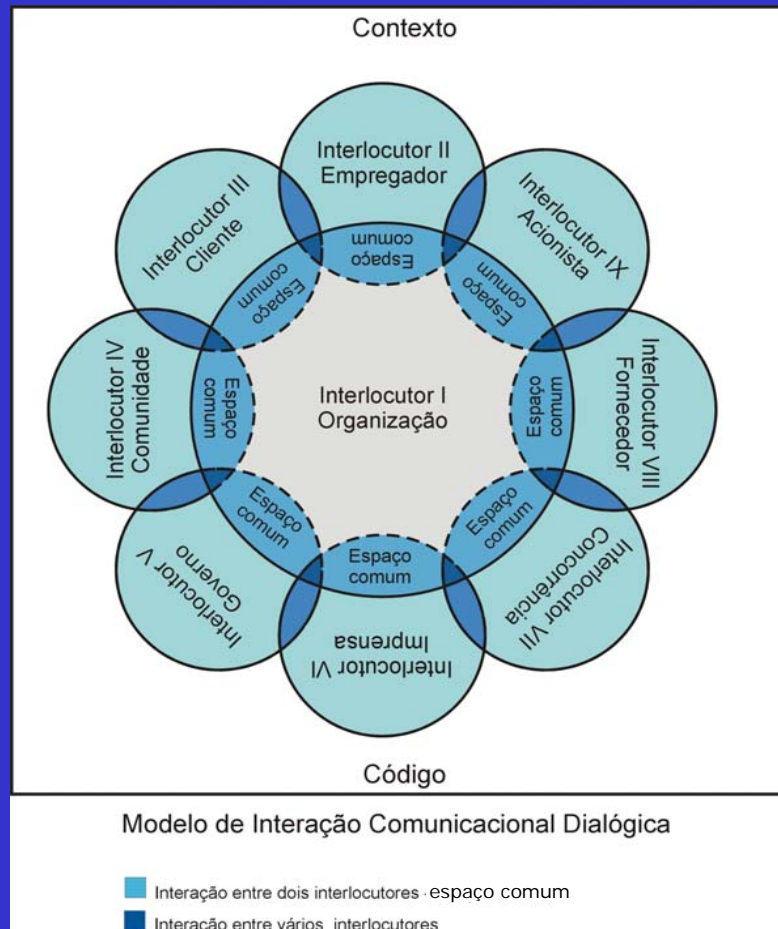 Contexto
Interlocutor II
Empregador
Interlocutor III
Cliente
Interlocutor IX
Acionista
Espaço
comum
Espaço
comum
Espaço
comum
Interlocutor IV
Comunidade
Espaço
comum
Interlocutor I
Organização
Espaço
comum
Interlocutor VIII
Fornecedor
Interlocutor V
Governo
Espaço
comum
Espaço
comum
Espaço
comum
Interlocutor VII
Concorrência
Interlocutor VI
Imprensa
Código
Modelo de Interação Comunicacional Dialógica
Interação entre dois interlocutores - espaço comum
Interação entre vários interlocutores